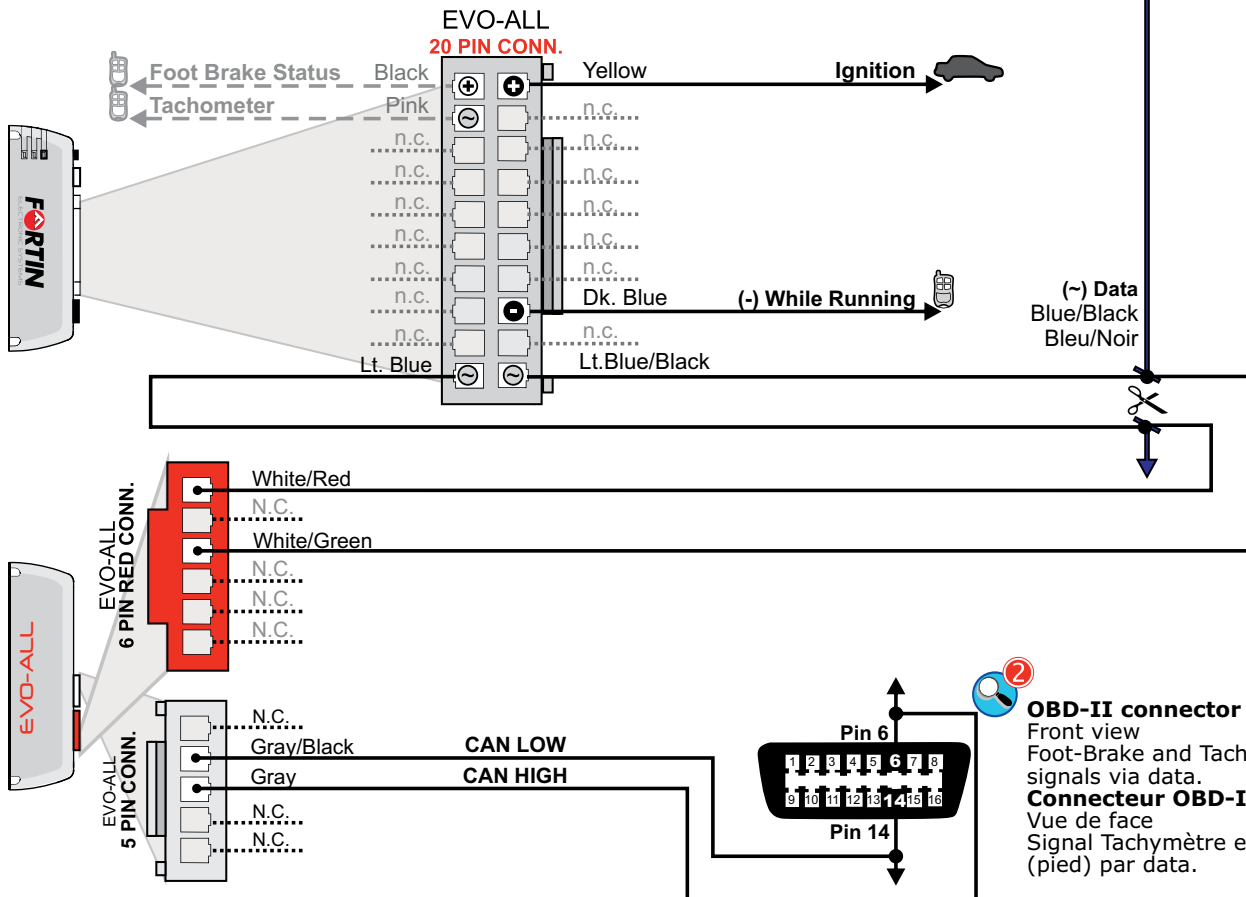 EVO-ALL
20 PIN CONN.
Foot Brake Status Black
Yellow Ignition
Tachometer Pink
n.c.
n.c.
n.c.
n.c.
n.c.
n.c.
n.c.
n.c.
n.c.
n.c.
n.c.
n.c.
n.c.
Dk. Blue (-) While Running
n.c.
n.c.
Lt. Blue
Lt.Blue/Black
(~) Data
Blue/Black
Bleu/Noir
FORTIN
ELECTRONIC SYSTEMS
EVO-ALL
6 PIN RED CONN.
White/Red
N.C.
White/Green
N.C.
N.C.
N.C.
EVO-ALL
EVO-ALL
5 PIN CONN.
N.C.
Gray/Black CAN LOW
Gray CAN HIGH
N.C.
N.C.
Pin 6
1 2 3 4 5 6 7 8
9 10 11 12 13 14 15 16
Pin 14
2
OBD-II connector
Front view
Foot-Brake and Tach
signals via data.
Connecteur OBD-I
Vue de face
Signal Tachymètre e
(pied) par data.